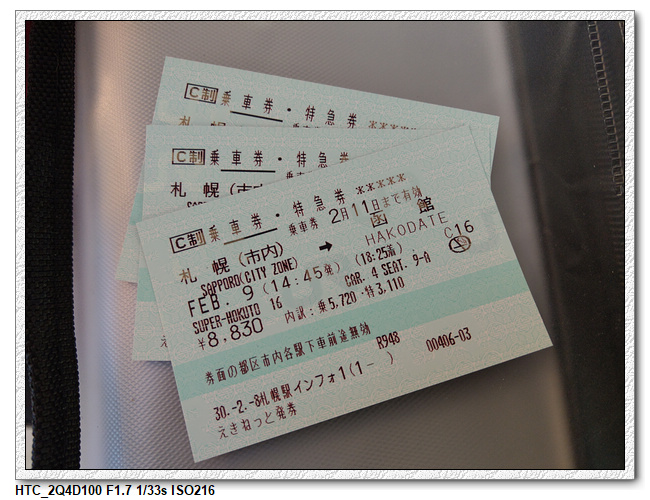 C制 乗車券・特急券 ****
札 幌
C制 乗車券・特急券
札 幌 (市内)
C制 乗車券・特急券 *****
乗車券 2月11日まで有効
札 幌 (市内) ➡ 函 館
SAPPORO(CITY ZONE) HAKODATE C16
FEB. 9 (14:45発) (18:25着)
SUPER-HOKUTO 16 CAR. 4 SEAT. 9-A
¥8,830 内訳:乗5,720・特3,110
券面の都区市内各駅下車前途無効
R948
30.-2.-8札幌駅インフォ1(1- ) 00406-03
えきねっと発券
HTC_2Q4D100 F1.7 1/33s ISO216